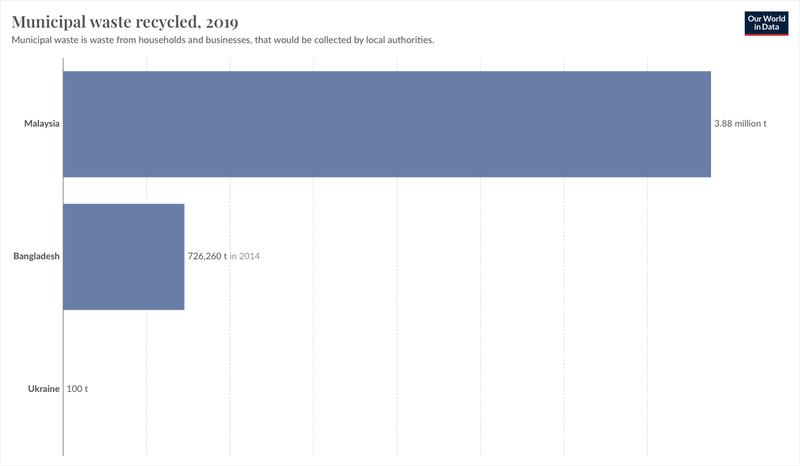 Municipal waste recycled, 2019
Municipal waste is waste from households and businesses, that would be collected by local authorities.
Our World
in Data
Malaysia
3.88 million t
Bangladesh
726,260 t in 2014
Ukraine
100 t